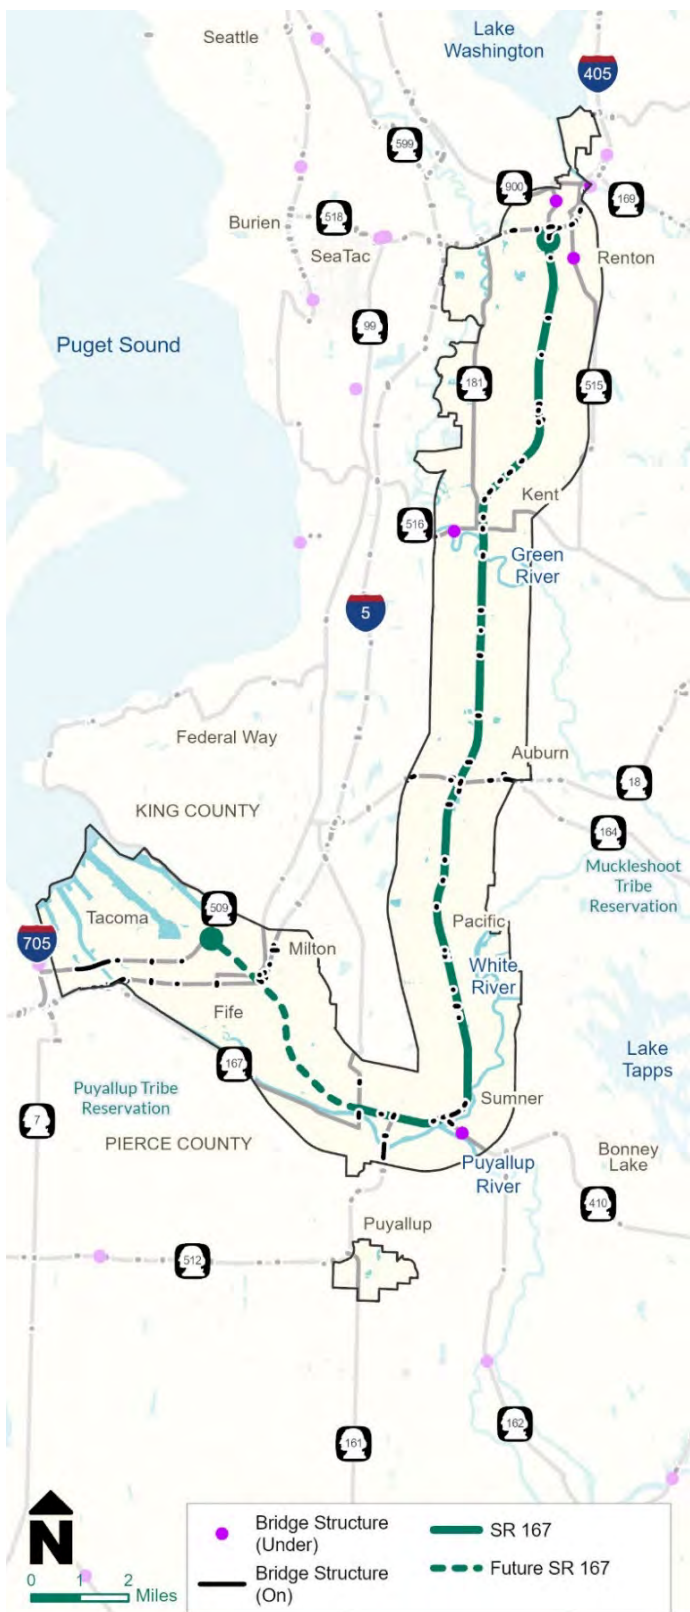 Seattle
Lake
Washington
405
599
900
169
518
Burien
SeaTac
Renton
99
Puget Sound
181
515
Kent
516
Green
River
5
Federal Way
Auburn
18
KING COUNTY
164
Muckleshoot
Tribe
Reservation
509
Tacoma
Pacific
705
Milton
White
River
Fife
Lake
Tapps
167
Puyallup Tribe
Reservation
Sumner
7
PIERCE COUNTY
Bonney
Lake
Puyallup
River
410
Puyallup
512
162
161
N
0 1 2
Miles
Bridge Structure
(Under)
Bridge Structure
(On)
SR 167
Future SR 167